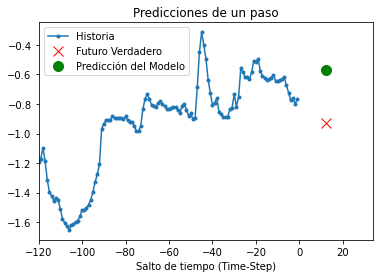 Predicciones de un paso
Historia
Futuro Verdadero
Predicción del Modelo
−0.4
−0.6
−0.8
−1.0
−1.2
−1.4
−1.6
−120 −100 −80 −60 −40 −20 0 20
Salto de tiempo (Time-Step)